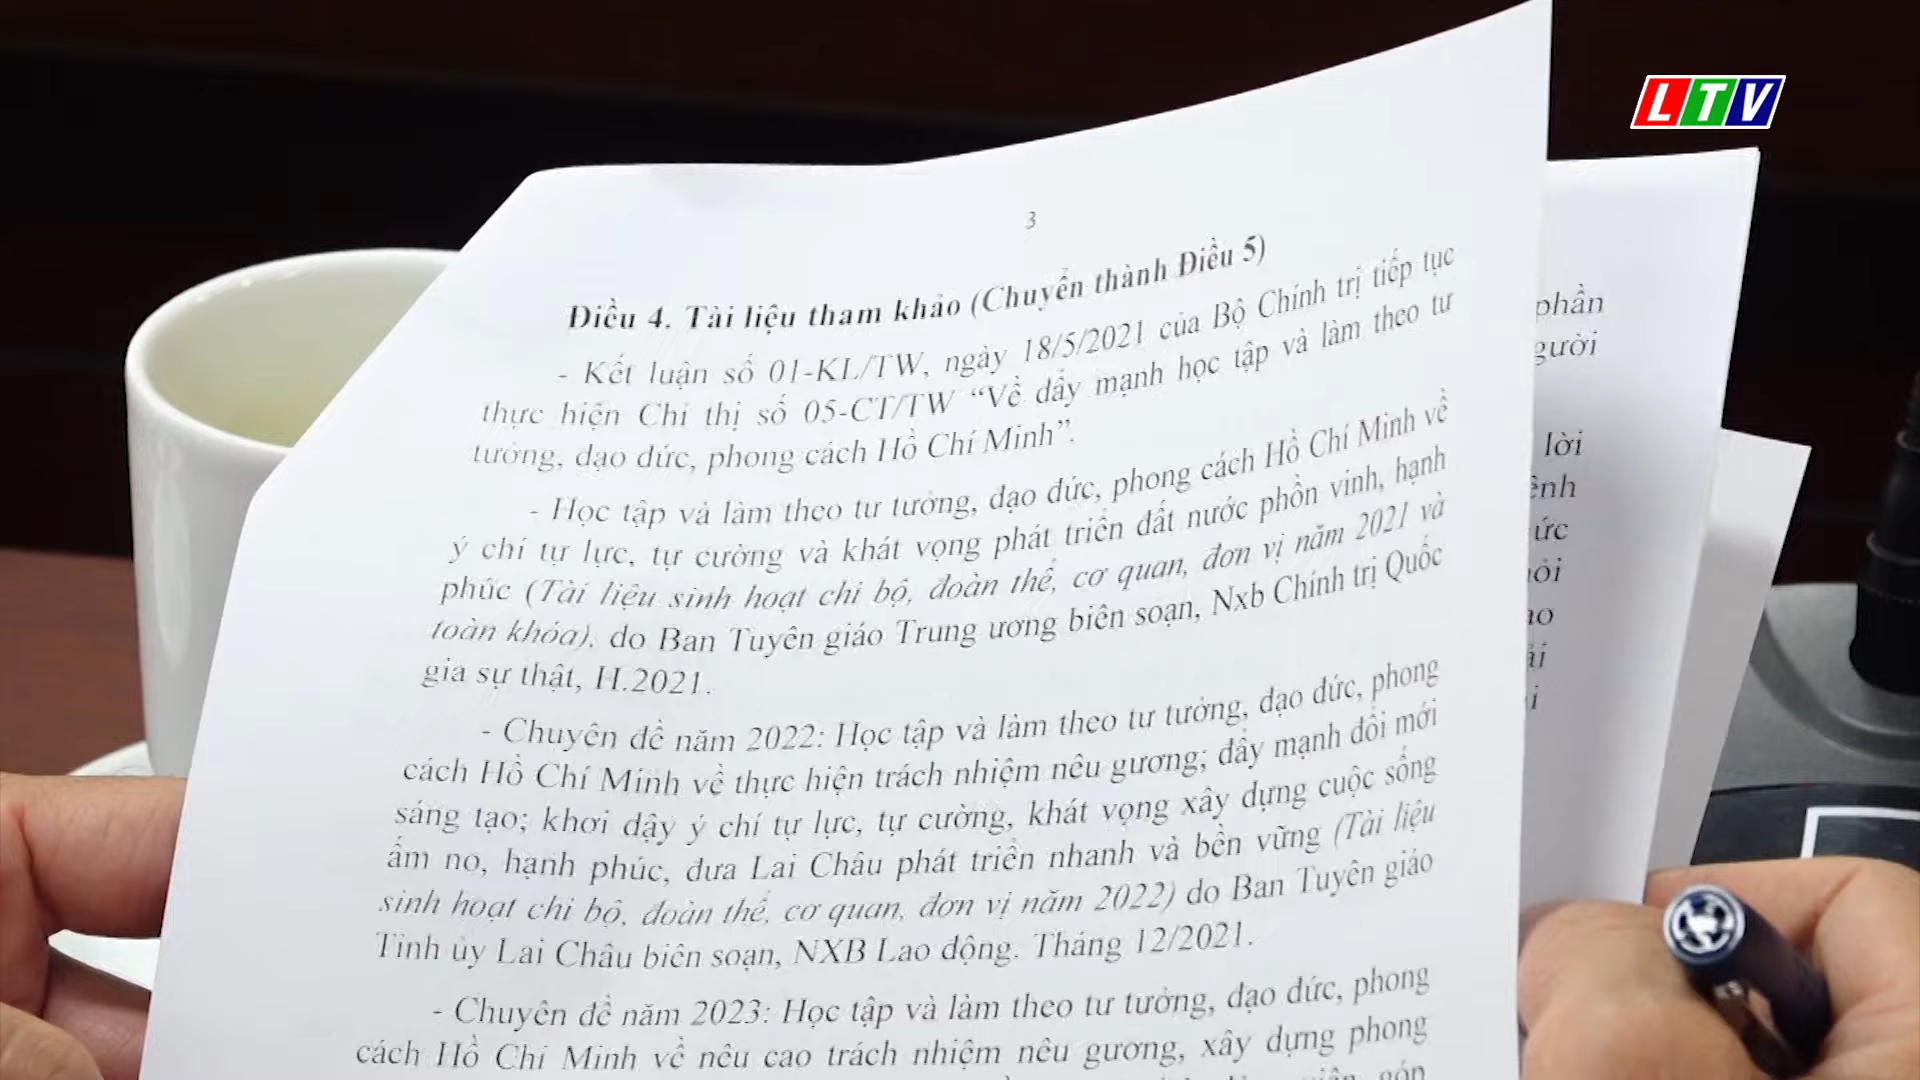 LTV
3
Điều 4. Tài liệu tham khảo (Chuyển thành Điều 5)
- Kết luận số 01-KL/TW, ngày 18/5/2021 của Bộ Chính trị tiếp tục
thực hiện Chỉ thị số 05-CT/TW “Về đẩy mạnh học tập và làm theo tư
tưởng, đạo đức, phong cách Hồ Chí Minh”.
- Học tập và làm theo tư tưởng, đạo đức, phong cách Hồ Chí Minh về
ý chí tự lực, tự cường và khát vọng phát triển đất nước phồn vinh, hạnh
phúc (Tài liệu sinh hoạt chi bộ, đoàn thể, cơ quan, đơn vị năm 2021 và
toàn khóa), do Ban Tuyên giáo Trung ương biên soạn, Nxb Chính trị Quốc
gia sự thật, H.2021.
- Chuyên đề năm 2022: Học tập và làm theo tư tưởng, đạo đức, phong
cách Hồ Chí Minh về thực hiện trách nhiệm nêu gương; đẩy mạnh đổi mới
sáng tạo; khơi dậy ý chí tự lực, tự cường, khát vọng xây dựng cuộc sống
ấm no, hạnh phúc, đưa Lai Châu phát triển nhanh và bền vững (Tài liệu
sinh hoạt chi bộ, đoàn thể, cơ quan, đơn vị năm 2022) do Ban Tuyên giáo
Tỉnh ủy Lai Châu biên soạn, NXB Lao động. Tháng 12/2021.
- Chuyên đề năm 2023: Học tập và làm theo tư tưởng, đạo đức, phong
cách Hồ Chí Minh về nêu cao trách nhiệm nêu gương, xây dựng phong
góp
phần
lời